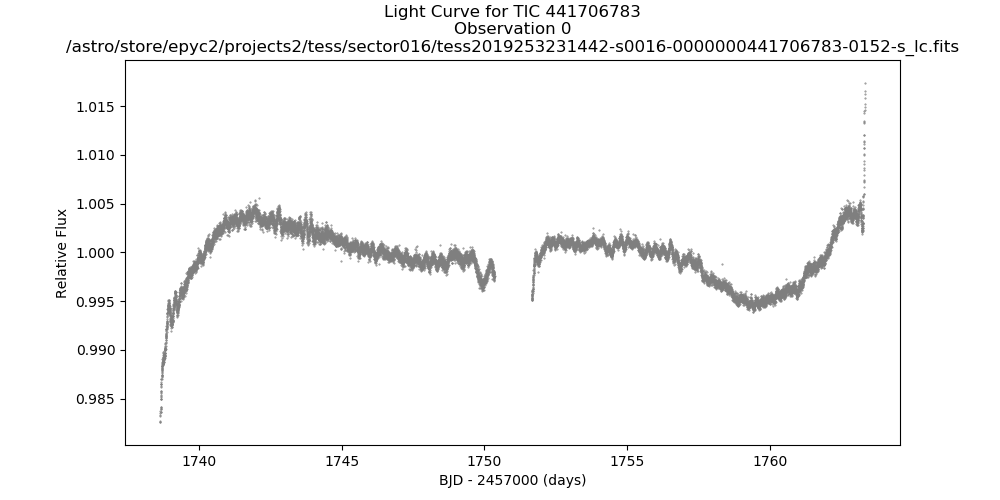 Light Curve for TIC 441706783
Observation 0
/astro/store/epyc2/projects2/tess/sector016/tess2019253231442-s0016-0000000441706783-0152-s_lc.fits
1.015
1.010
1.005
1.000
0.995
0.990
0.985
Relative Flux
1740 1745 1750 1755 1760
BJD - 2457000 (days)